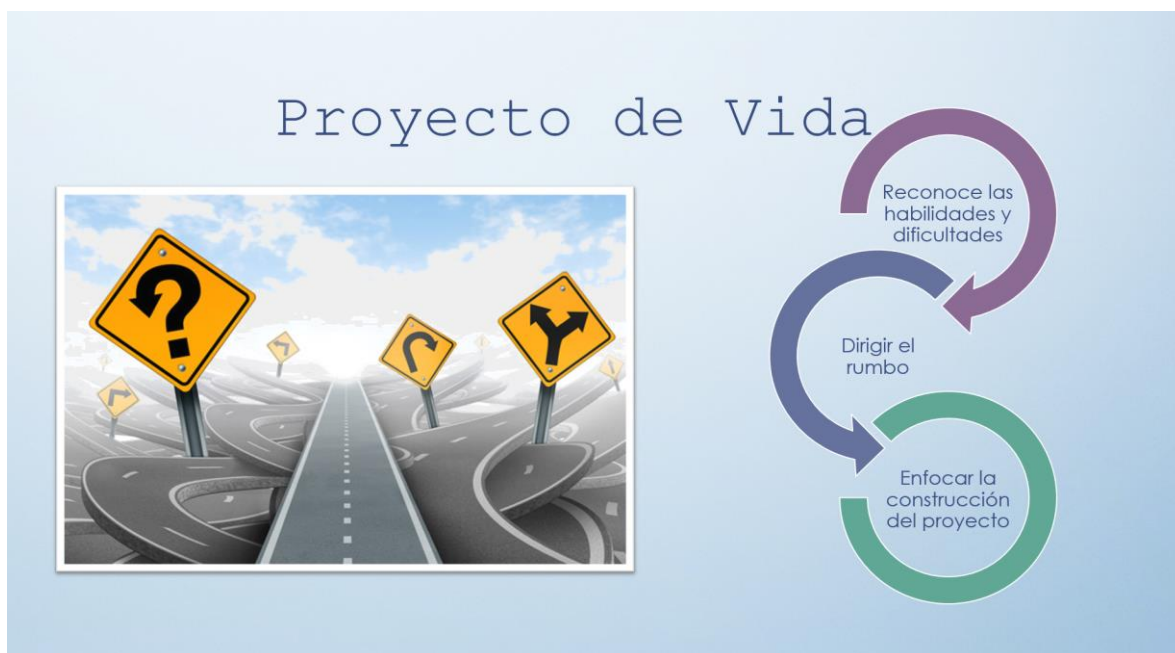 Proyecto de Vida
Reconoce las
habilidades y
dificultades
Dirigir el
rumbo
Enfocar la
construcción
del proyecto
?